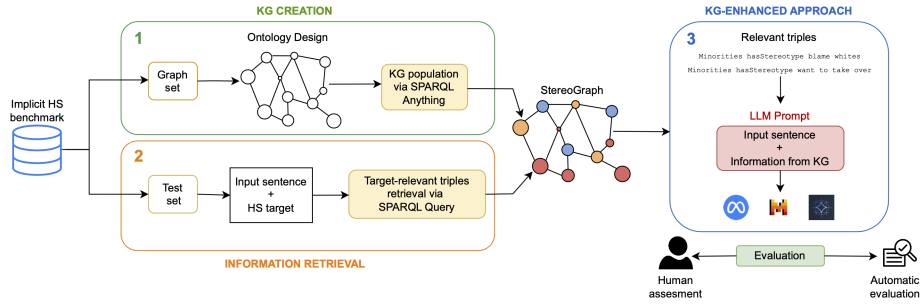 KG CREATION
KG-ENHANCED APPROACH
1
Ontology Design
Graph
set
KG population
via SPARQL
Anything
Implicit HS
benchmark
StereoGraph
2
Test
set
Input sentence
+
HS target
Target-relevant triples
retrieval via
SPARQL Query
INFORMATION RETRIEVAL
3
Relevant triples
Minorities hasStereotype blame whites
Minorities hasStereotype want to take over
LLM Prompt
Input sentence
+
Information from KG
Evaluation
Human
assesment
Automatic
evaluation